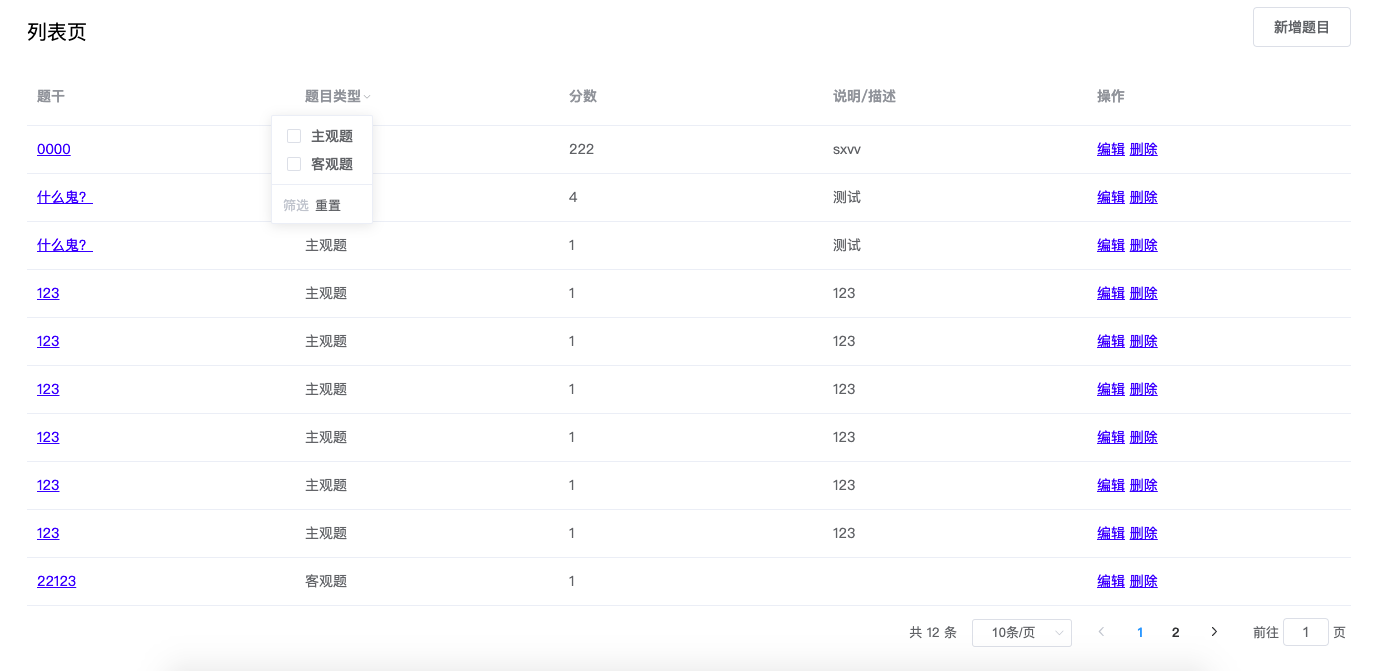 列表页
新增题目
题干 题目类型 分数 说明/描述 操作
主观题
客观题
筛选 重置
0000 222 sxvv 编辑 删除
什么鬼? 4 测试 编辑 删除
什么鬼? 主观题 1 测试 编辑 删除
123 主观题 1 123 编辑 删除
123 主观题 1 123 编辑 删除
123 主观题 1 123 编辑 删除
123 主观题 1 123 编辑 删除
123 主观题 1 123 编辑 删除
123 主观题 1 123 编辑 删除
22123 客观题 1 编辑 删除
共 12 条 10条/页 1 2 前往 1 页